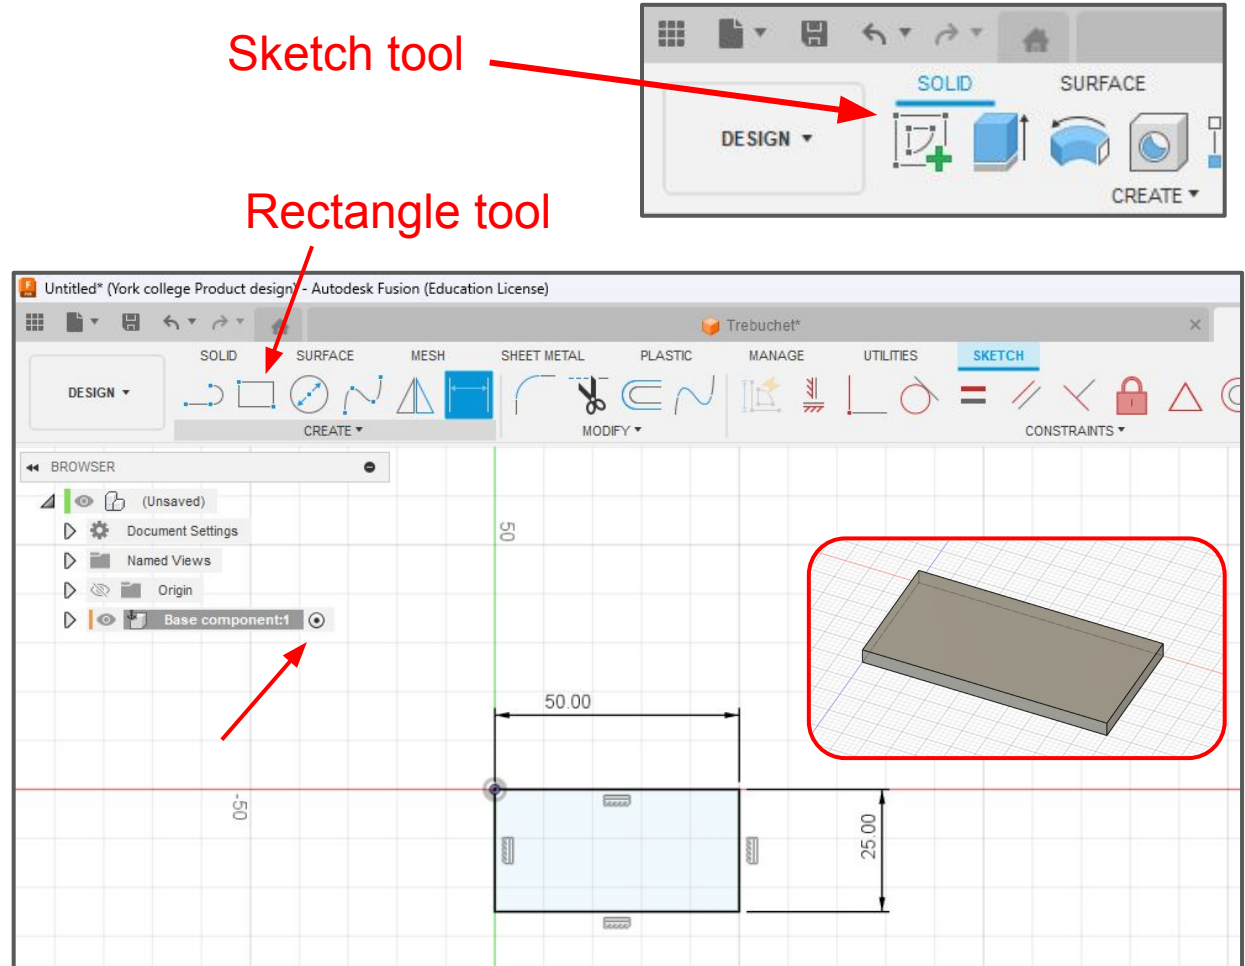 Sketch tool
SOLID
SURFACE
DESIGN
CREATE
Rectangle tool
Untitled* (York college Product design) - Autodesk Fusion (Education License)
Trebuchet*
SOLID
SURFACE
MESH
SHEET METAL
PLASTIC
MANAGE
UTILITIES
SKETCH
DESIGN
CREATE
MODIFY
CONSTRAINTS
BROWSER
(Unsaved)
Document Settings
Named Views
Origin
Base component:1
50
50.00
-50
25.00